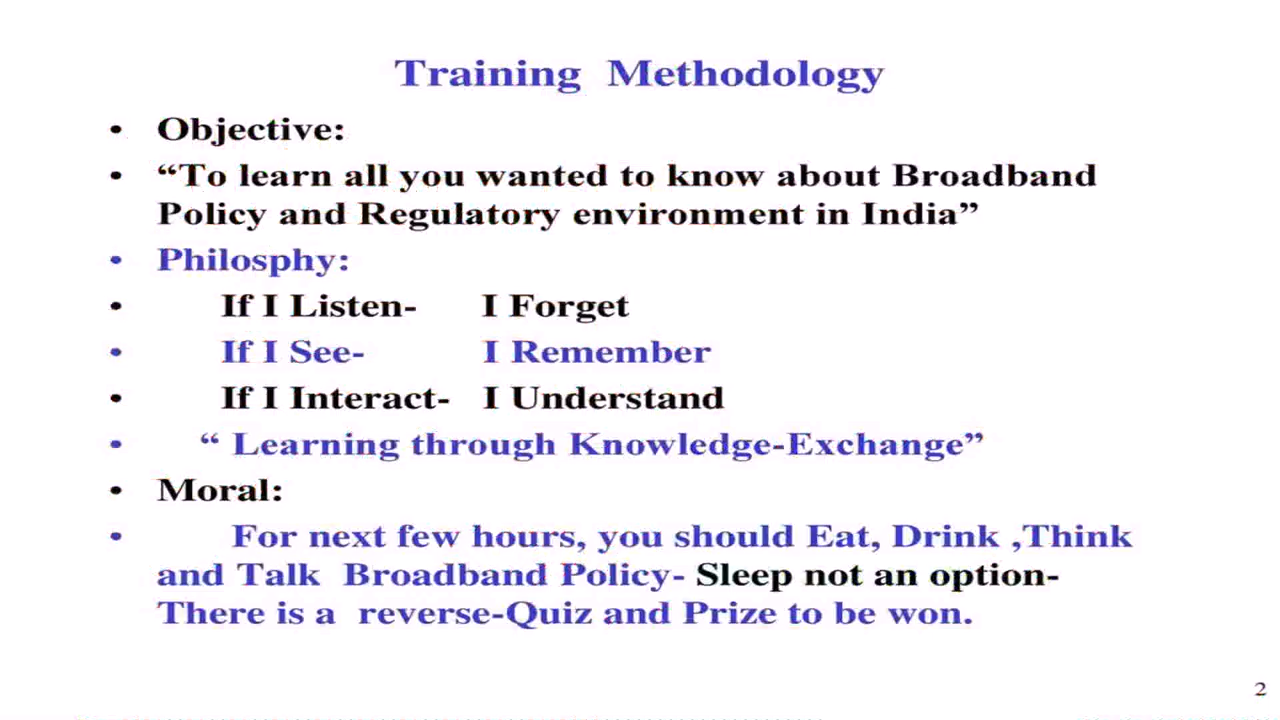 Training Methodology
• Objective:
• “To learn all you wanted to know about Broadband
Policy and Regulatory environment in India”
• Philosphy:
• If I Listen- I Forget
• If I See- I Remember
• If I Interact- I Understand
• “ Learning through Knowledge-Exchange”
• Moral:
• For next few hours, you should Eat, Drink ,Think
and Talk Broadband Policy- Sleep not an option-
There is a reverse-Quiz and Prize to be won.
2